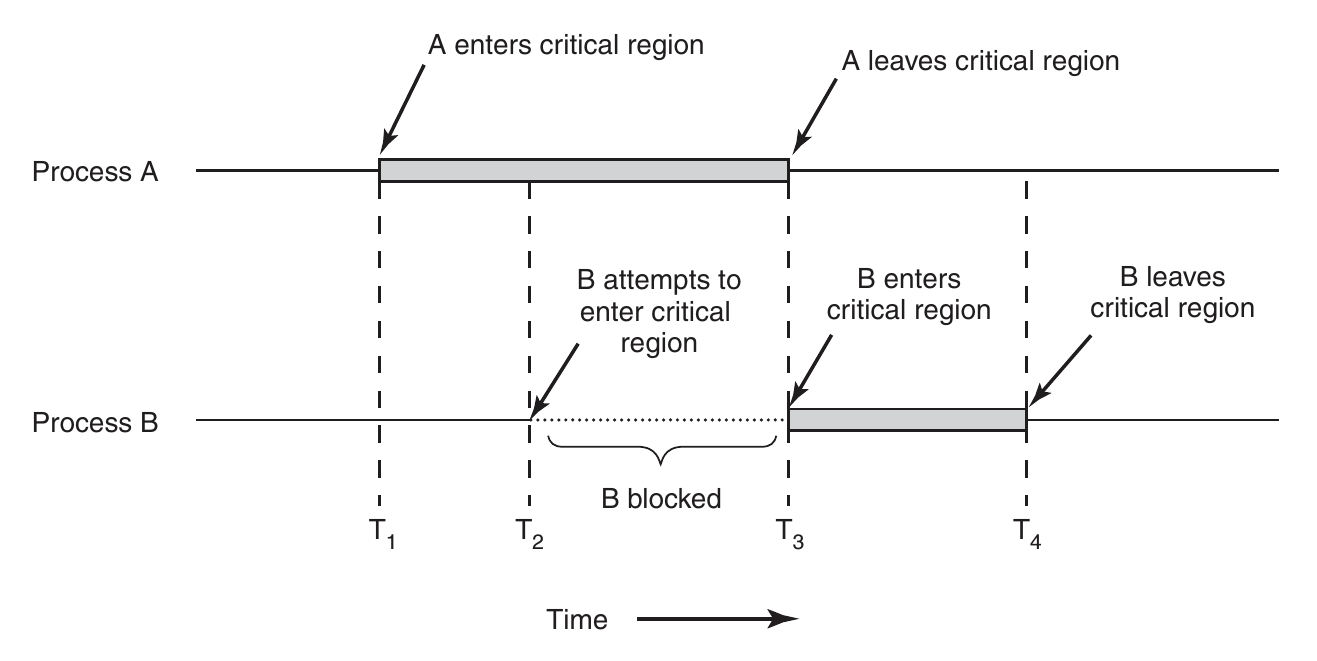 A enters critical region
A leaves critical region
Process A
B attempts to
enter critical
region
B enters
critical region
B leaves
critical region
Process B
B blocked
T1
T2
T3
T4
Time